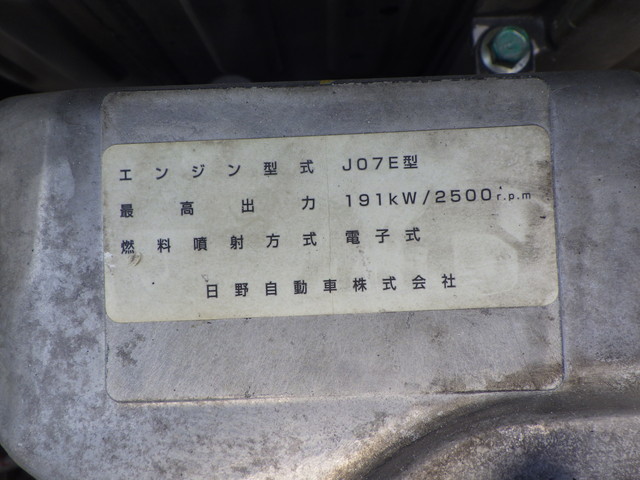 エンジン型式 J07E型
最高出力 191kW/2500r.p.m
燃料噴射方式 電子式
日野自動車株式会社